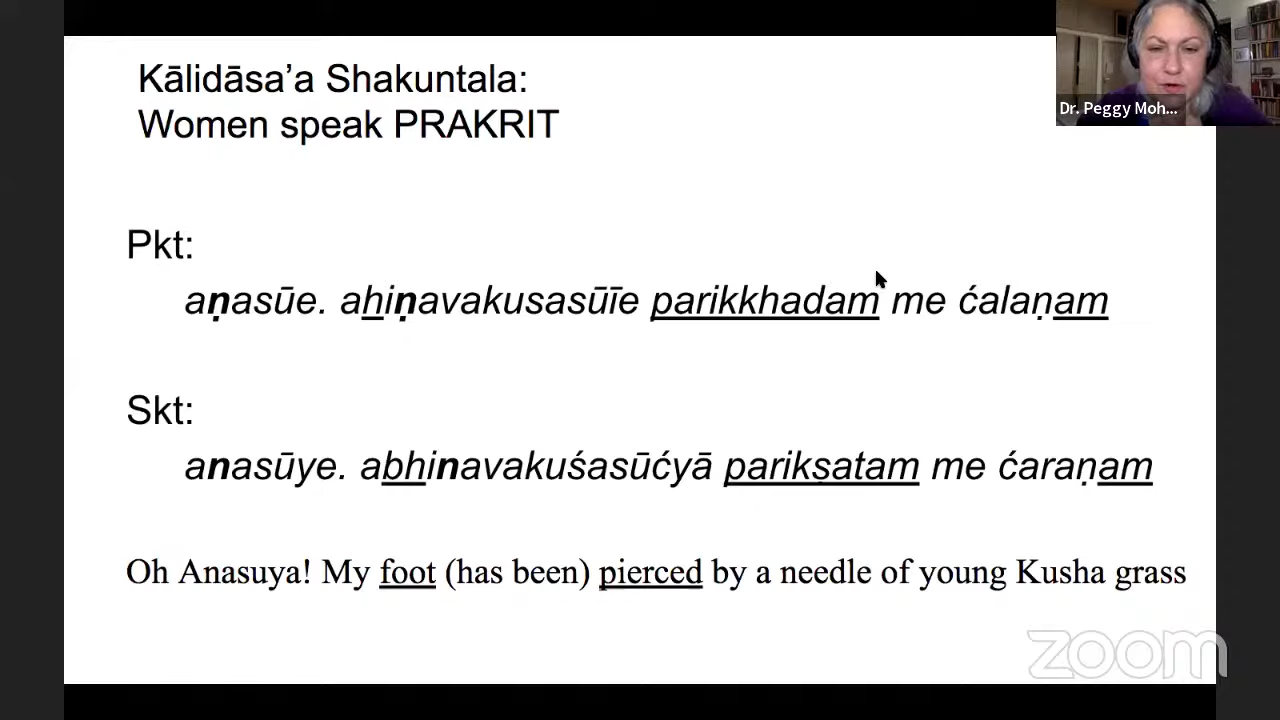 Kālidāsa’a Shakuntala:
Women speak PRAKRIT
Dr. Peggy Moh...
Pkt:
aṇasūe. ahiṇavakusasūīe parikkhadam me ćalaṇam
Skt:
anasūye. abhinavakuśasūćyā parikṣatam me ćaraṇam
Oh Anasuya! My foot (has been) pierced by a needle of young Kusha grass
zoom